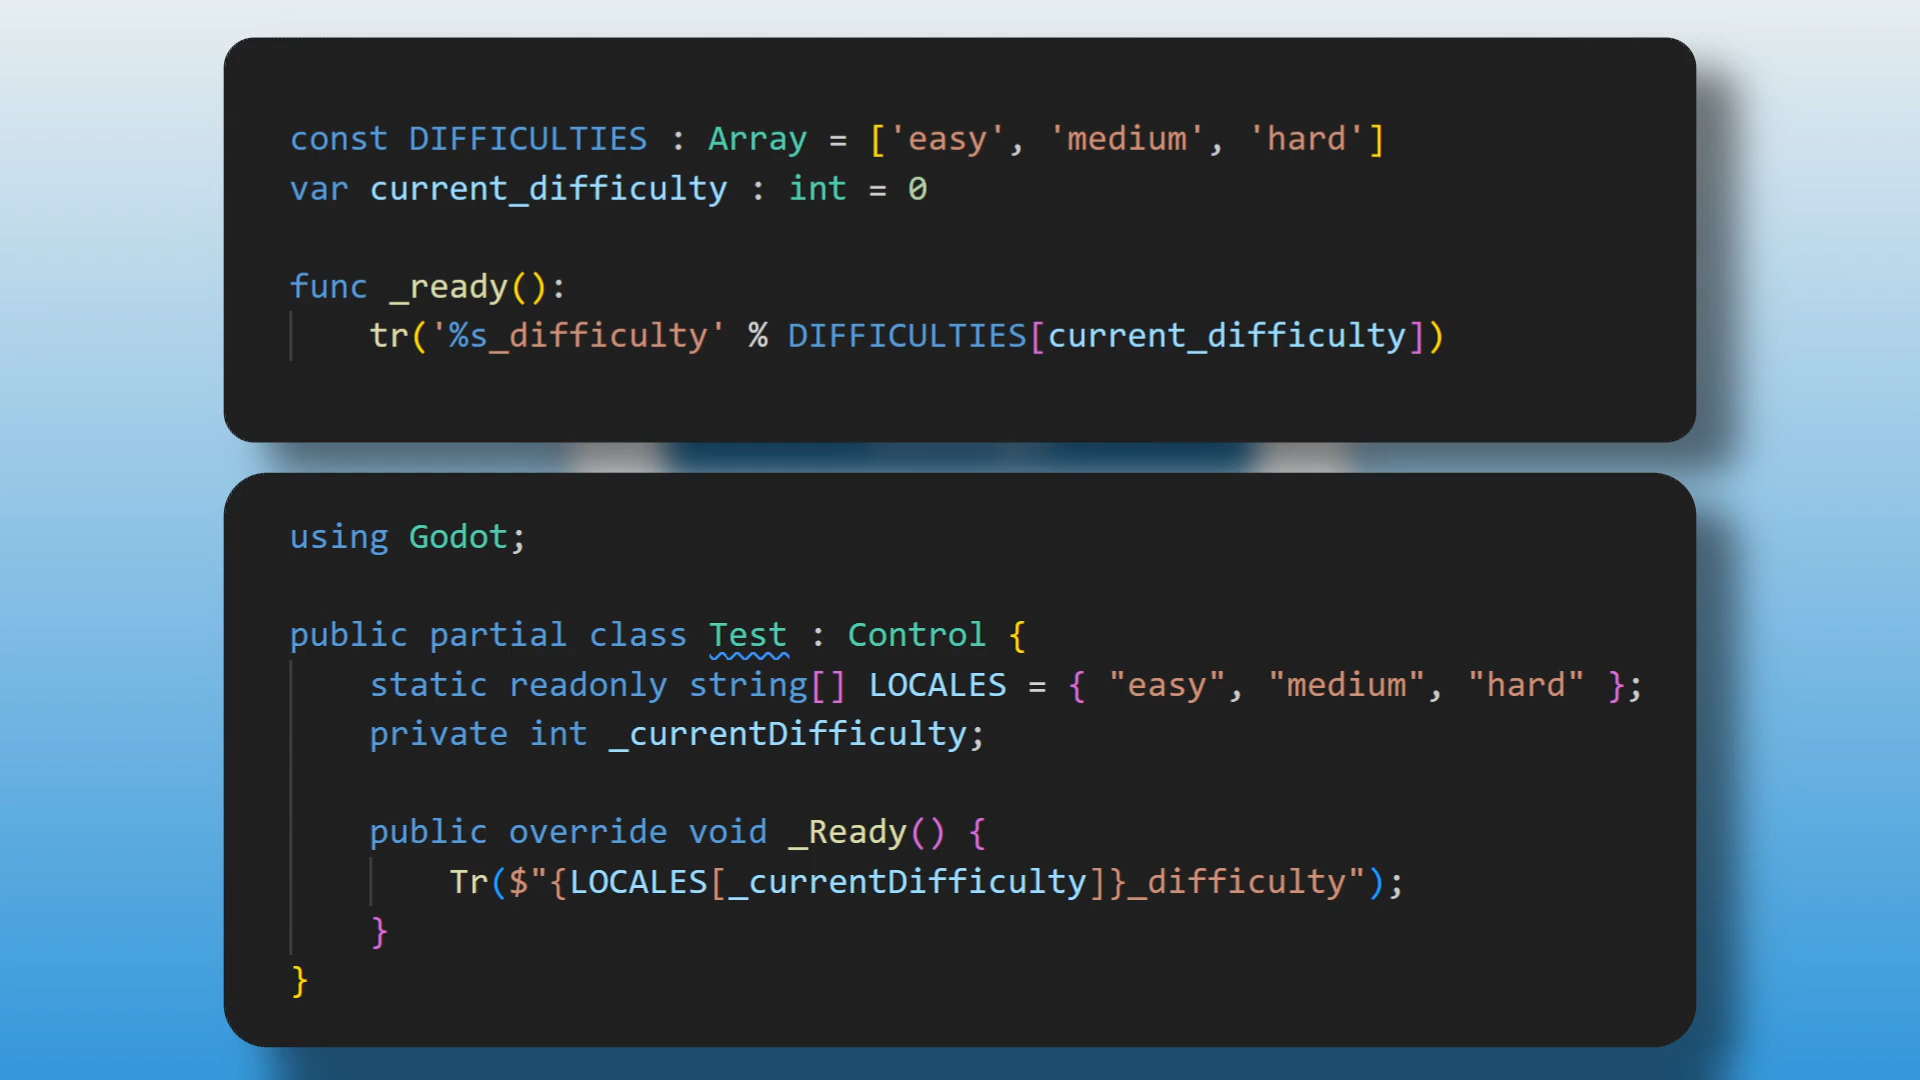 const DIFFICULTIES : Array = ['easy', 'medium', 'hard']
var current_difficulty : int = 0
func _ready():
tr('%s_difficulty' % DIFFICULTIES[current_difficulty])
using Godot;
public partial class Test : Control {
static readonly string[] LOCALES = { "easy", "medium", "hard" };
private int _currentDifficulty;
public override void _Ready() {
Tr($"{LOCALES[_currentDifficulty]}_difficulty");
}
}